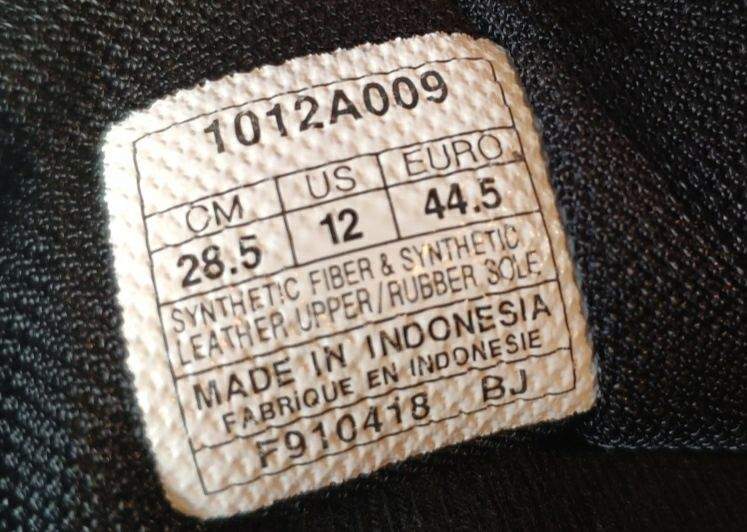 1012A009
CM US EURO
28.5 12 44.5
SYNTHETIC FIBER & SYNTHETIC
LEATHER UPPER/RUBBER SOLE
MADE IN INDONESIA
FABRIQUE EN INDONESIE
F910418 BJ